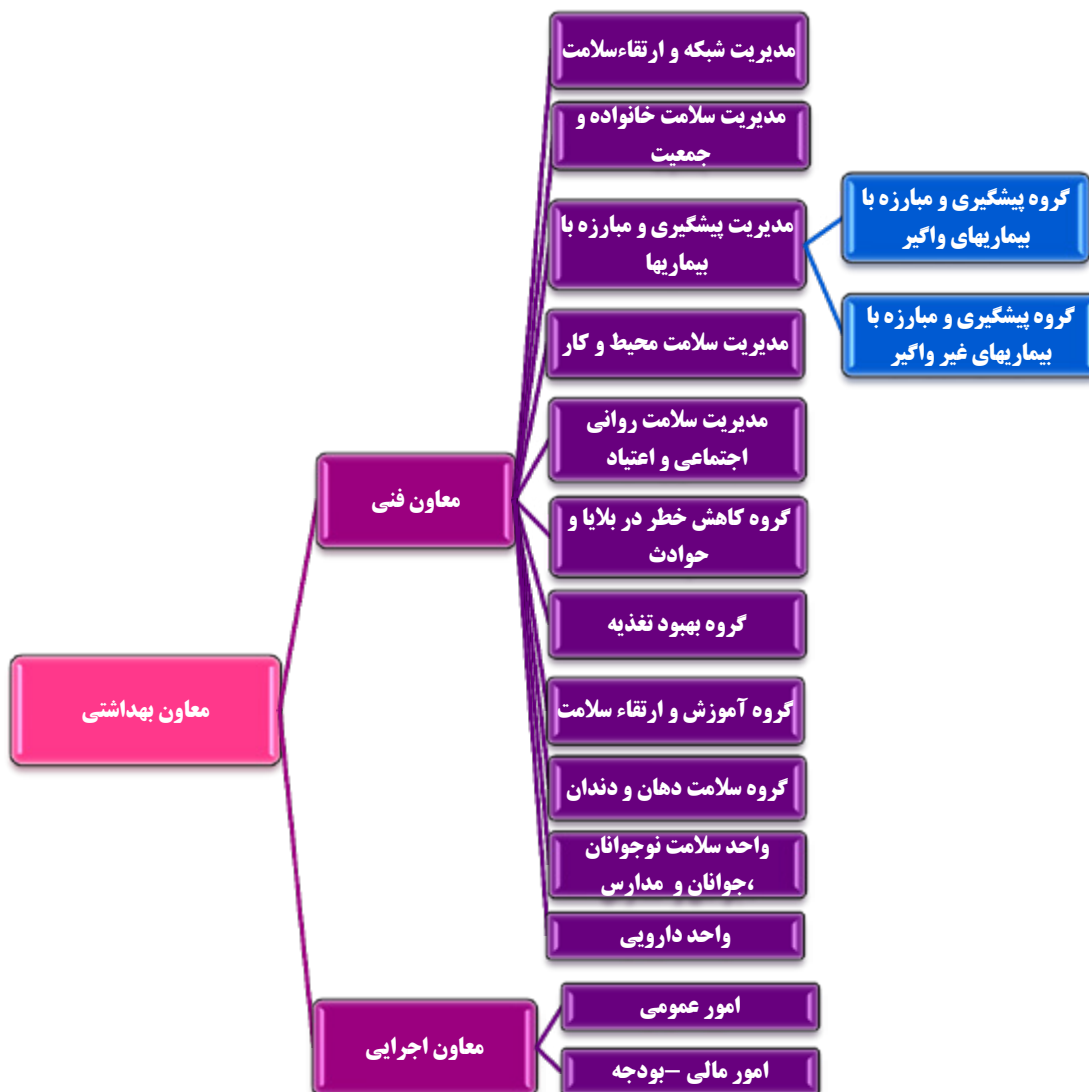 مدیریت شبکه و ارتقاءسلامت
مدیریت سلامت خانواده و
جمعیت
مدیریت پیشگیری و مبارزه با
بیماریها
گروه پیشگیری و مبارزه با
بیماریهای واگیر
گروه پیشگیری و مبارزه با
بیماریهای غیر واگیر
مدیریت سلامت محیط و کار
مدیریت سلامت روانی
اجتماعی و اعتیاد
معاون فنی
گروه کاهش خطر در بلایا و
حوادث
گروه بهبود تغذیه
معاون بهداشتی
گروه آموزش و ارتقاء سلامت
گروه سلامت دهان و دندان
واحد سلامت نوجوانان
،جوانان و مدارس
واحد دارویی
معاون اجرایی
امور عمومی
امور مالی –بودجه